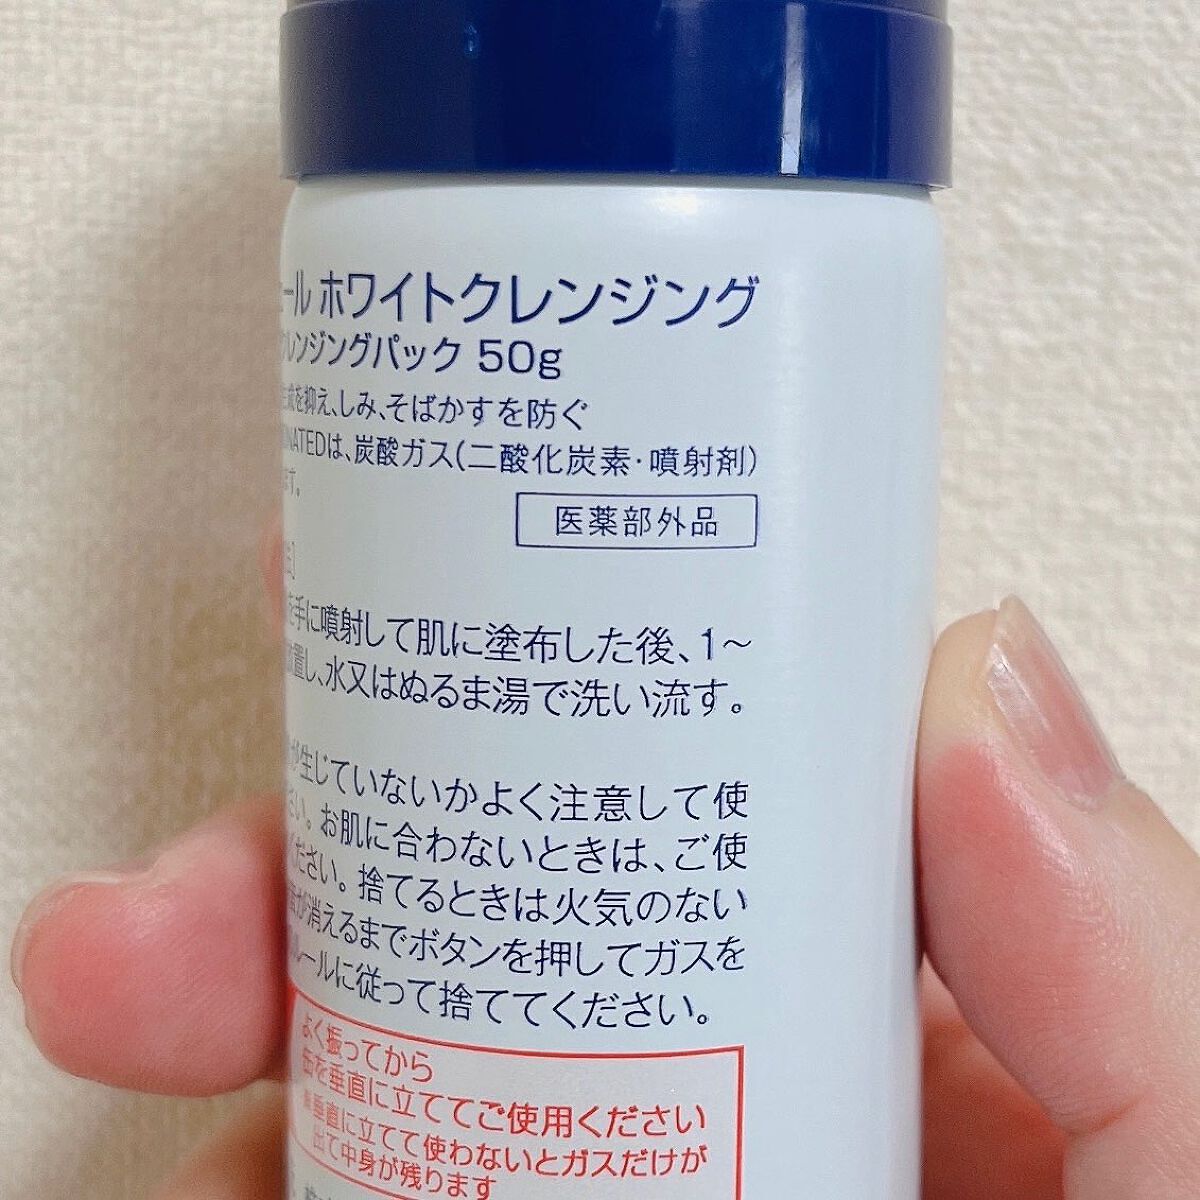 ール ホワイトクレンジング
クレンジングパック 50g
を抑え、しみ、そばかすを防ぐ
NATEDは、炭酸ガス(二酸化炭素・噴射剤)
ます。
医薬部外品
を手に噴射して肌に塗布した後、1～
置し、水又はぬるま湯で洗い流す。
が生じていないかよく注意して使
さい。お肌に合わないときは、ご使
ください。捨てるときは火気のない
音が消えるまでボタンを押してガスを
ルールに従って捨ててください。
よく振ってから
缶を垂直に立ててご使用ください
※垂直に立てて使わないとガスだけが
出て中身が残ります